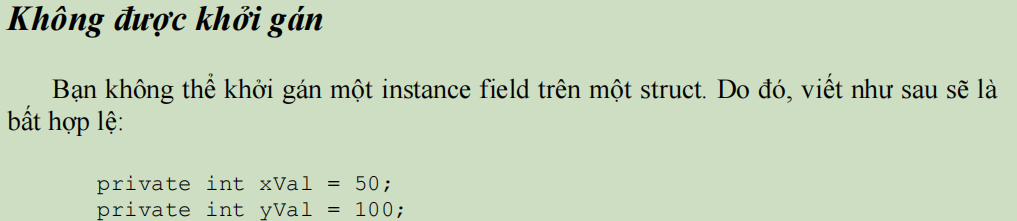 Không được khởi gán
Bạn không thể khởi gán một instance field trên một struct. Do đó, viết như sau sẽ là
bất hợp lệ:
private int xVal = 50;
private int yVal = 100;